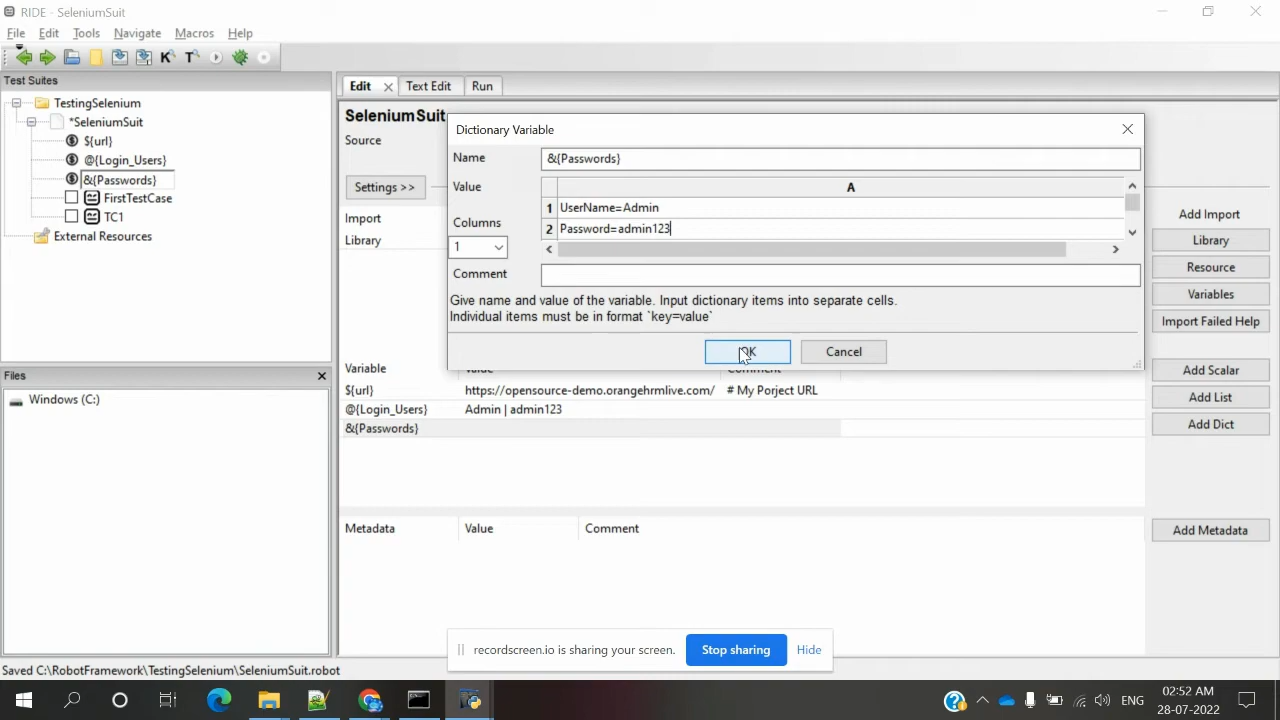 RIDE - SeleniumSuit
File Edit Tools Navigate Macros Help
K T
Test Suites
TestingSelenium
*SeleniumSuit
${url}
@{Login_Users}
&{Passwords}
FirstTestCase
TC1
External Resources
Files
Windows (C:)
Edit Text Edit Run
SeleniumSuit
Source
Settings >>
Import
Library
Dictionary Variable
Name &{Passwords}
Value A
1 UserName=Admin
Columns
2 Password=admin123
1
Comment
Give name and value of the variable. Input dictionary items into separate cells.
Individual items must be in format `key=value`
OK Cancel
Variable Value Comment
${url} https://opensource-demo.orangehrmlive.com/ # My Porject URL
@{Login_Users} Admin | admin123
&{Passwords}
Metadata Value Comment
Add Import
Library
Resource
Variables
Import Failed Help
Add Scalar
Add List
Add Dict
Add Metadata
recordscreen.io is sharing your screen. Stop sharing Hide
Saved C:\RobotFramework\TestingSelenium\SeleniumSuit.robot
ENG
02:52 AM
28-07-2022